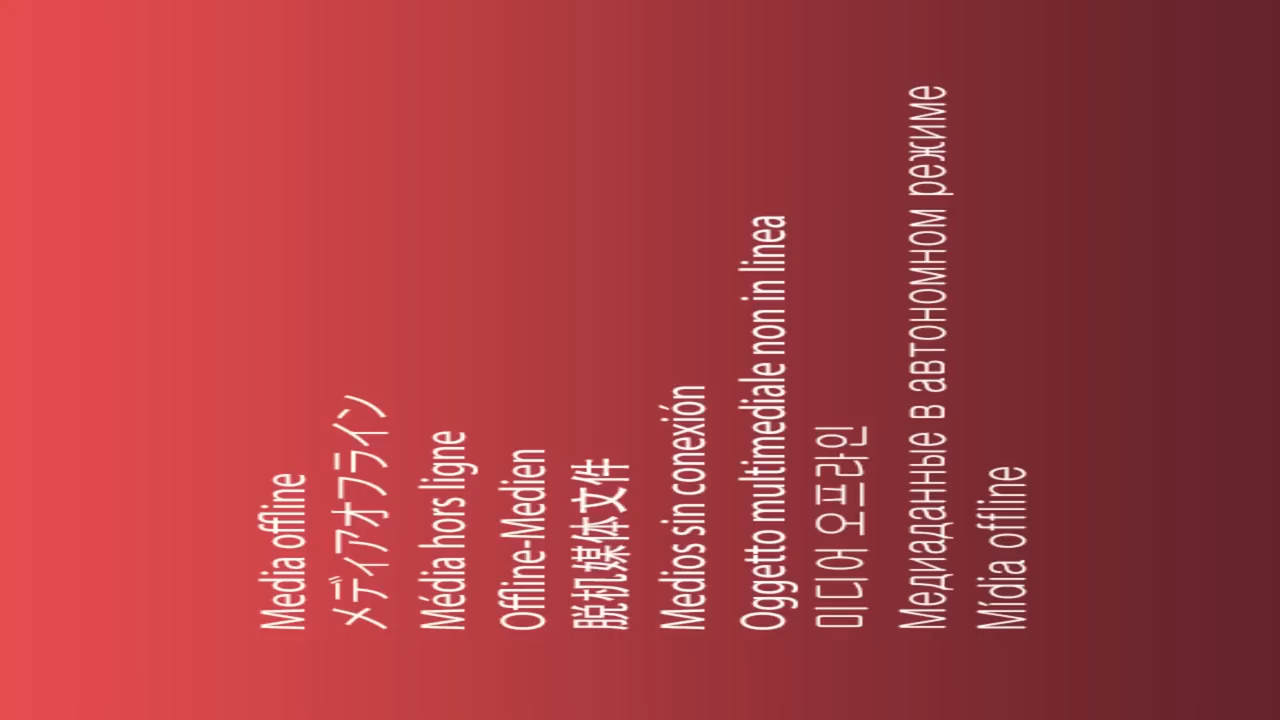 Media offline
メディアオフライン
Média hors ligne
Offline-Medien
脱机媒体文件
Medios sin conexión
Oggetto multimediale non in linea
미디어 오프라인
Медиаданные в автономном режиме
Mídia offline